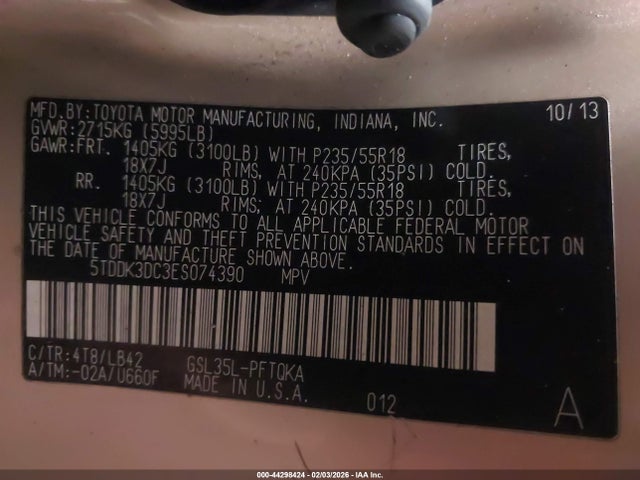 MFD.BY:TOYOTA MOTOR MANUFACTURING, INDIANA, INC. 10/13
GVWR:2715KG (5995LB)
GAWR:FRT. 1405KG (3100LB) WITH P235/55R18 TIRES,
18X7J RIMS, AT 240KPA (35PSI) COLD.
RR. 1405KG (3100LB) WITH P235/55R18 TIRES,
18X7J RIMS, AT 240KPA (35PSI) COLD.
THIS VEHICLE CONFORMS TO ALL APPLICABLE FEDERAL MOTOR
VEHICLE SAFETY AND THEFT PREVENTION STANDARDS IN EFFECT ON
THE DATE OF MANUFACTURE SHOWN ABOVE.
5TDDK3DC3ES074390 MPV
C/TR:4T8/LB42 GSL35L-PFTQKA
A/TM:-02A/U660F MADE IN U.S.A.
012 A
000-44298424 - 02/03/2026 - IAA Inc.